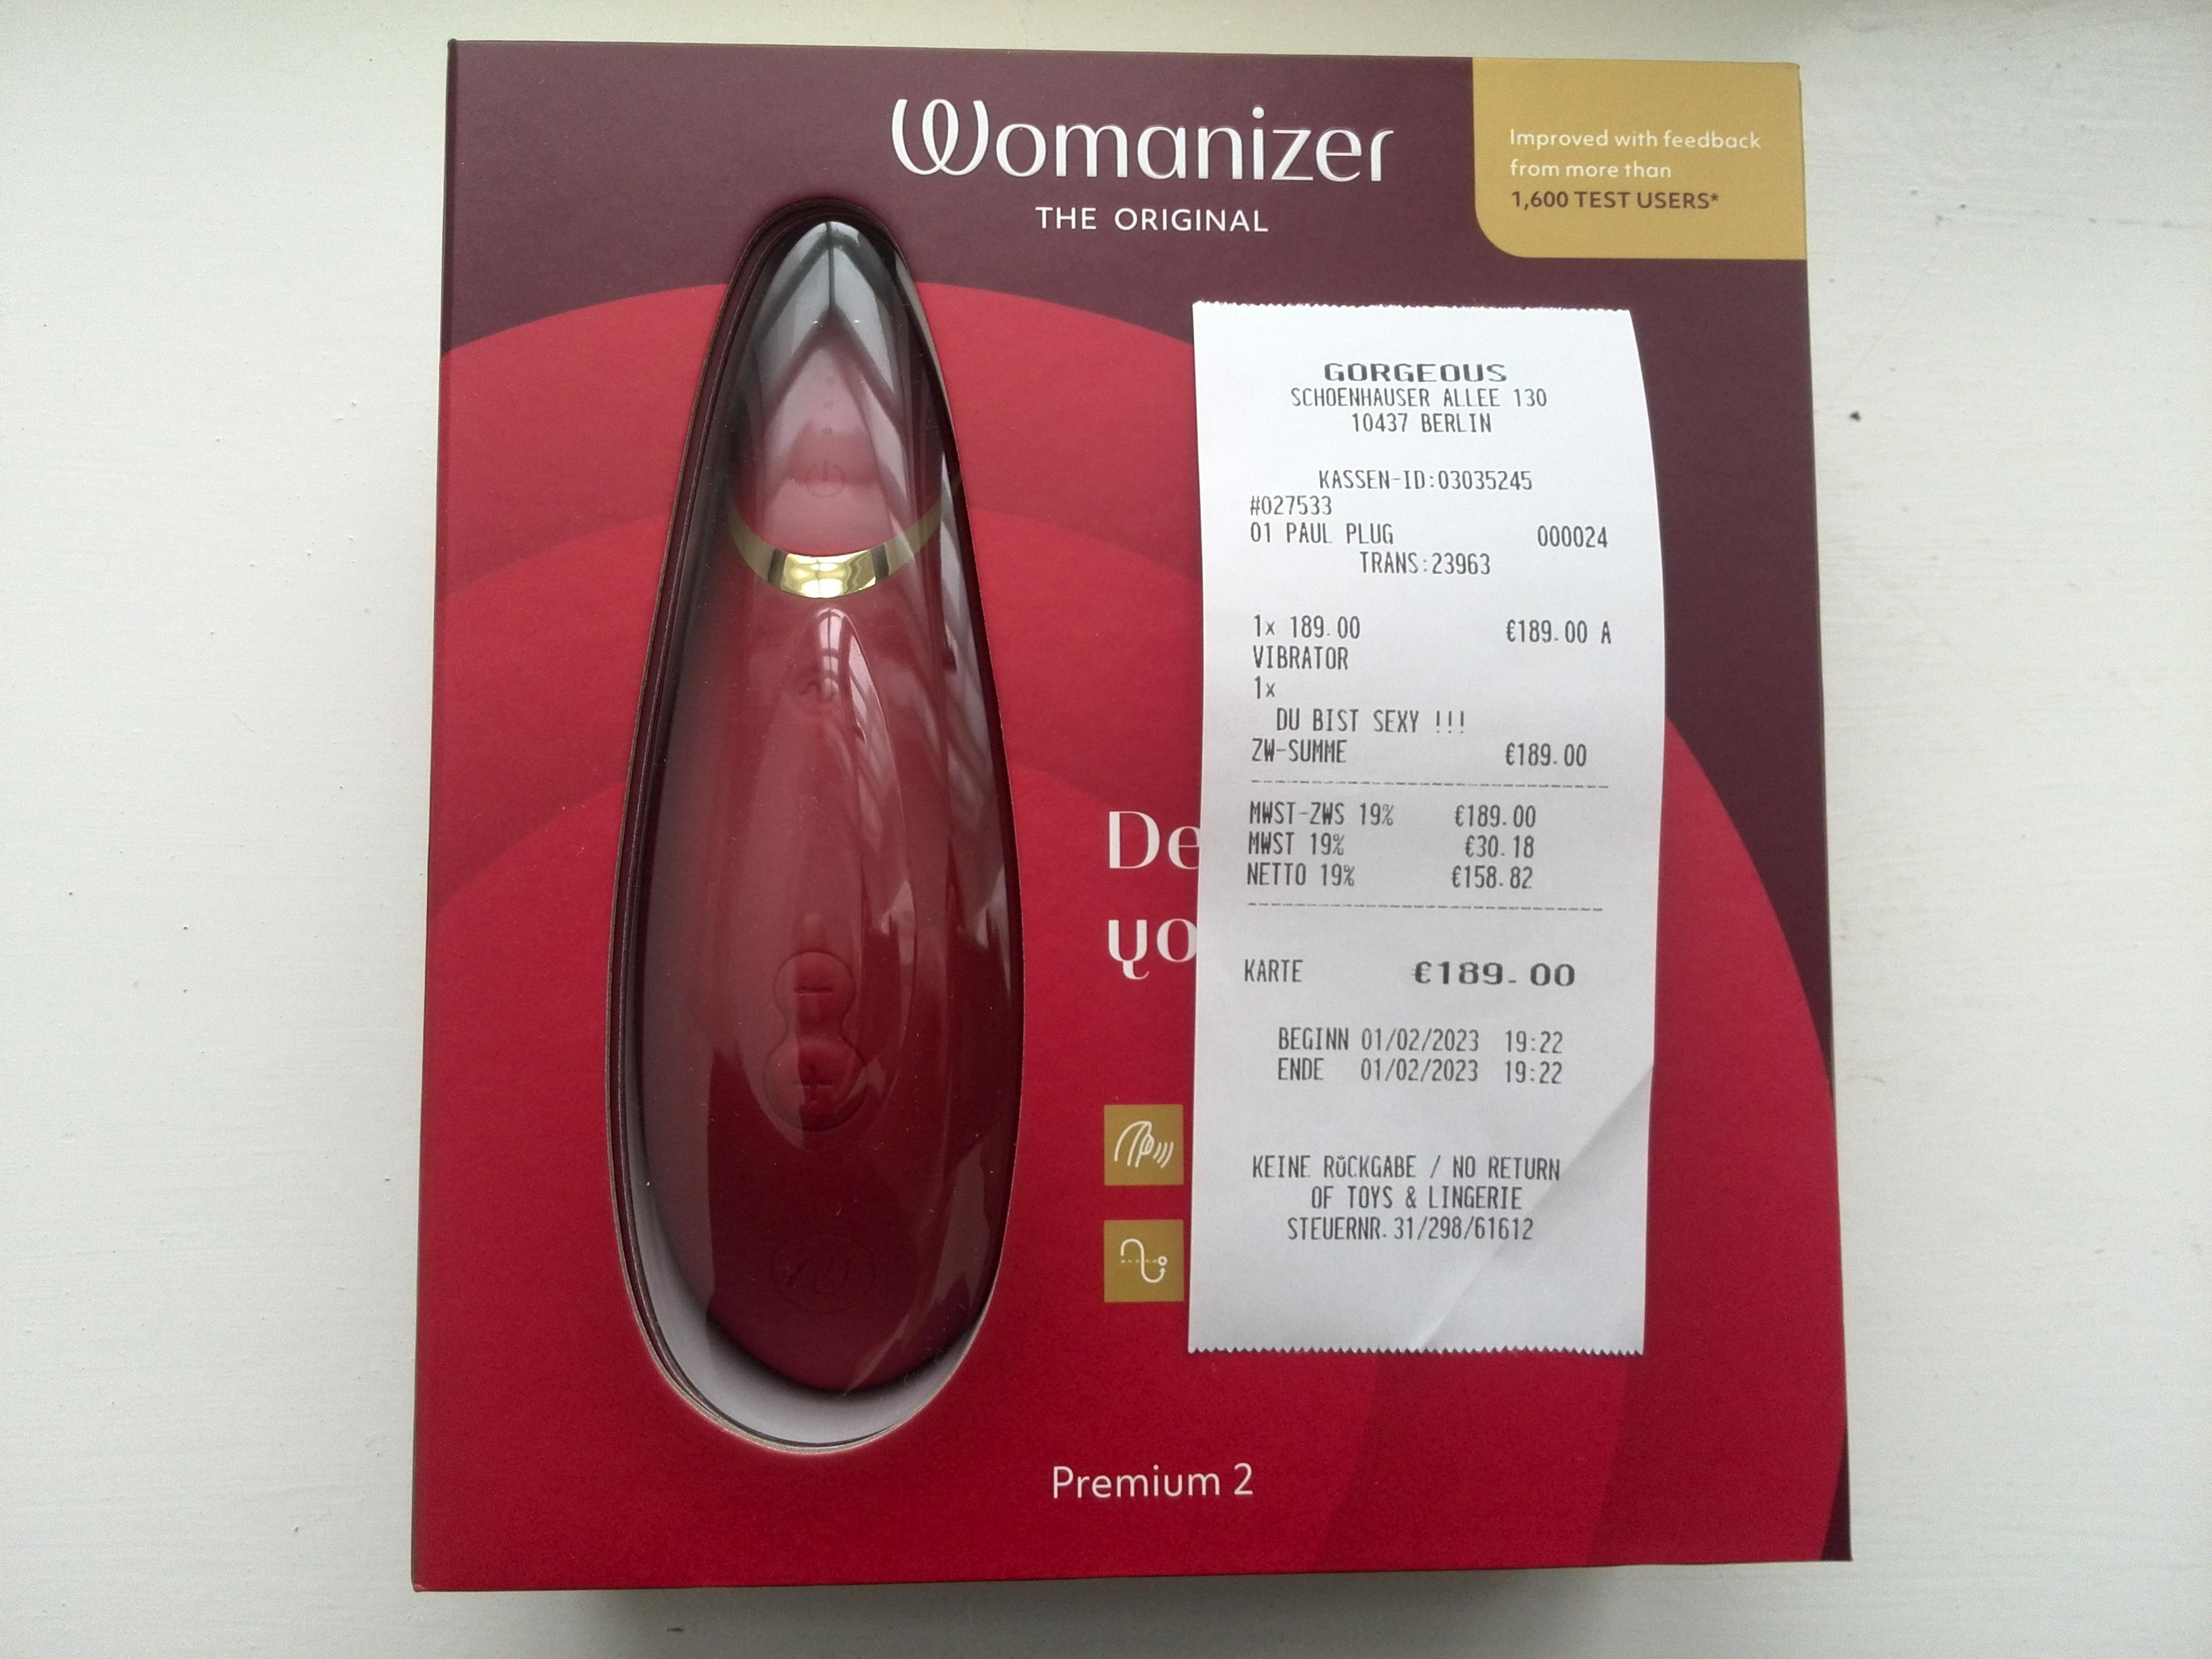 Womanizer
THE ORIGINAL
Improved with feedback
from more than
1,600 TEST USERS*
GORGEOUS
SCHOENHAUSER ALLEE 130
10437 BERLIN
KASSEN-ID:03035245
#027533
01 PAUL PLUG 000024
TRANS:23963
1x 189.00 €189.00 A
VIBRATOR
1x
DU BIST SEXY !!!
ZW-SUMME €189.00
MWST-ZWS 19% €189.00
MWST 19% €30.18
NETTO 19% €158.82
KARTE €189.00
BEGINN 01/02/2023 19:22
ENDE 01/02/2023 19:22
KEINE RÜCKGABE / NO RETURN
OF TOYS & LINGERIE
STEUERNR.31/298/61612
De
yo
Premium 2